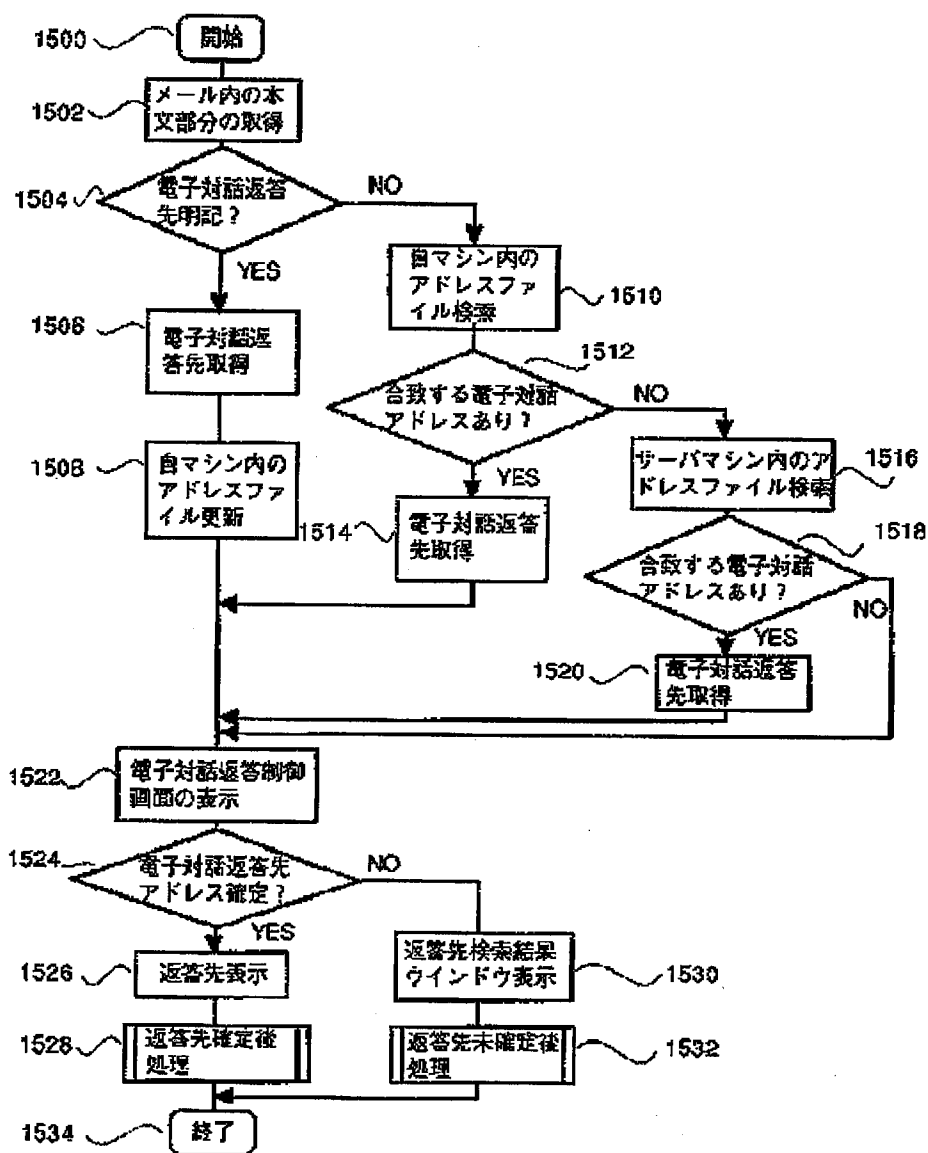 1500
開始
1502
メール内の本
文部分の取得
1504
電子対話返答
先明記？
NO
YES
1506
電子対話返
答先取得
1508
自マシン内の
アドレスファ
イル更新
自マシン内の
アドレスファ
イル検索
1510
1512
合致する電子対話
アドレスあり？
NO
YES
1514
電子対話返答
先取得
サーバマシン内のア
ドレスファイル検索
1516
1518
合致する電子対話
アドレスあり？
NO
YES
1520
電子対話返答
先取得
1522
電子対話返答制御
画面の表示
1524
電子対話返答先
アドレス確定？
NO
YES
1526
返答先表示
1528
返答先確定後
処理
返答先検索結果
ウインドウ表示
1530
返答先未確定後
処理
1532
1534
終了